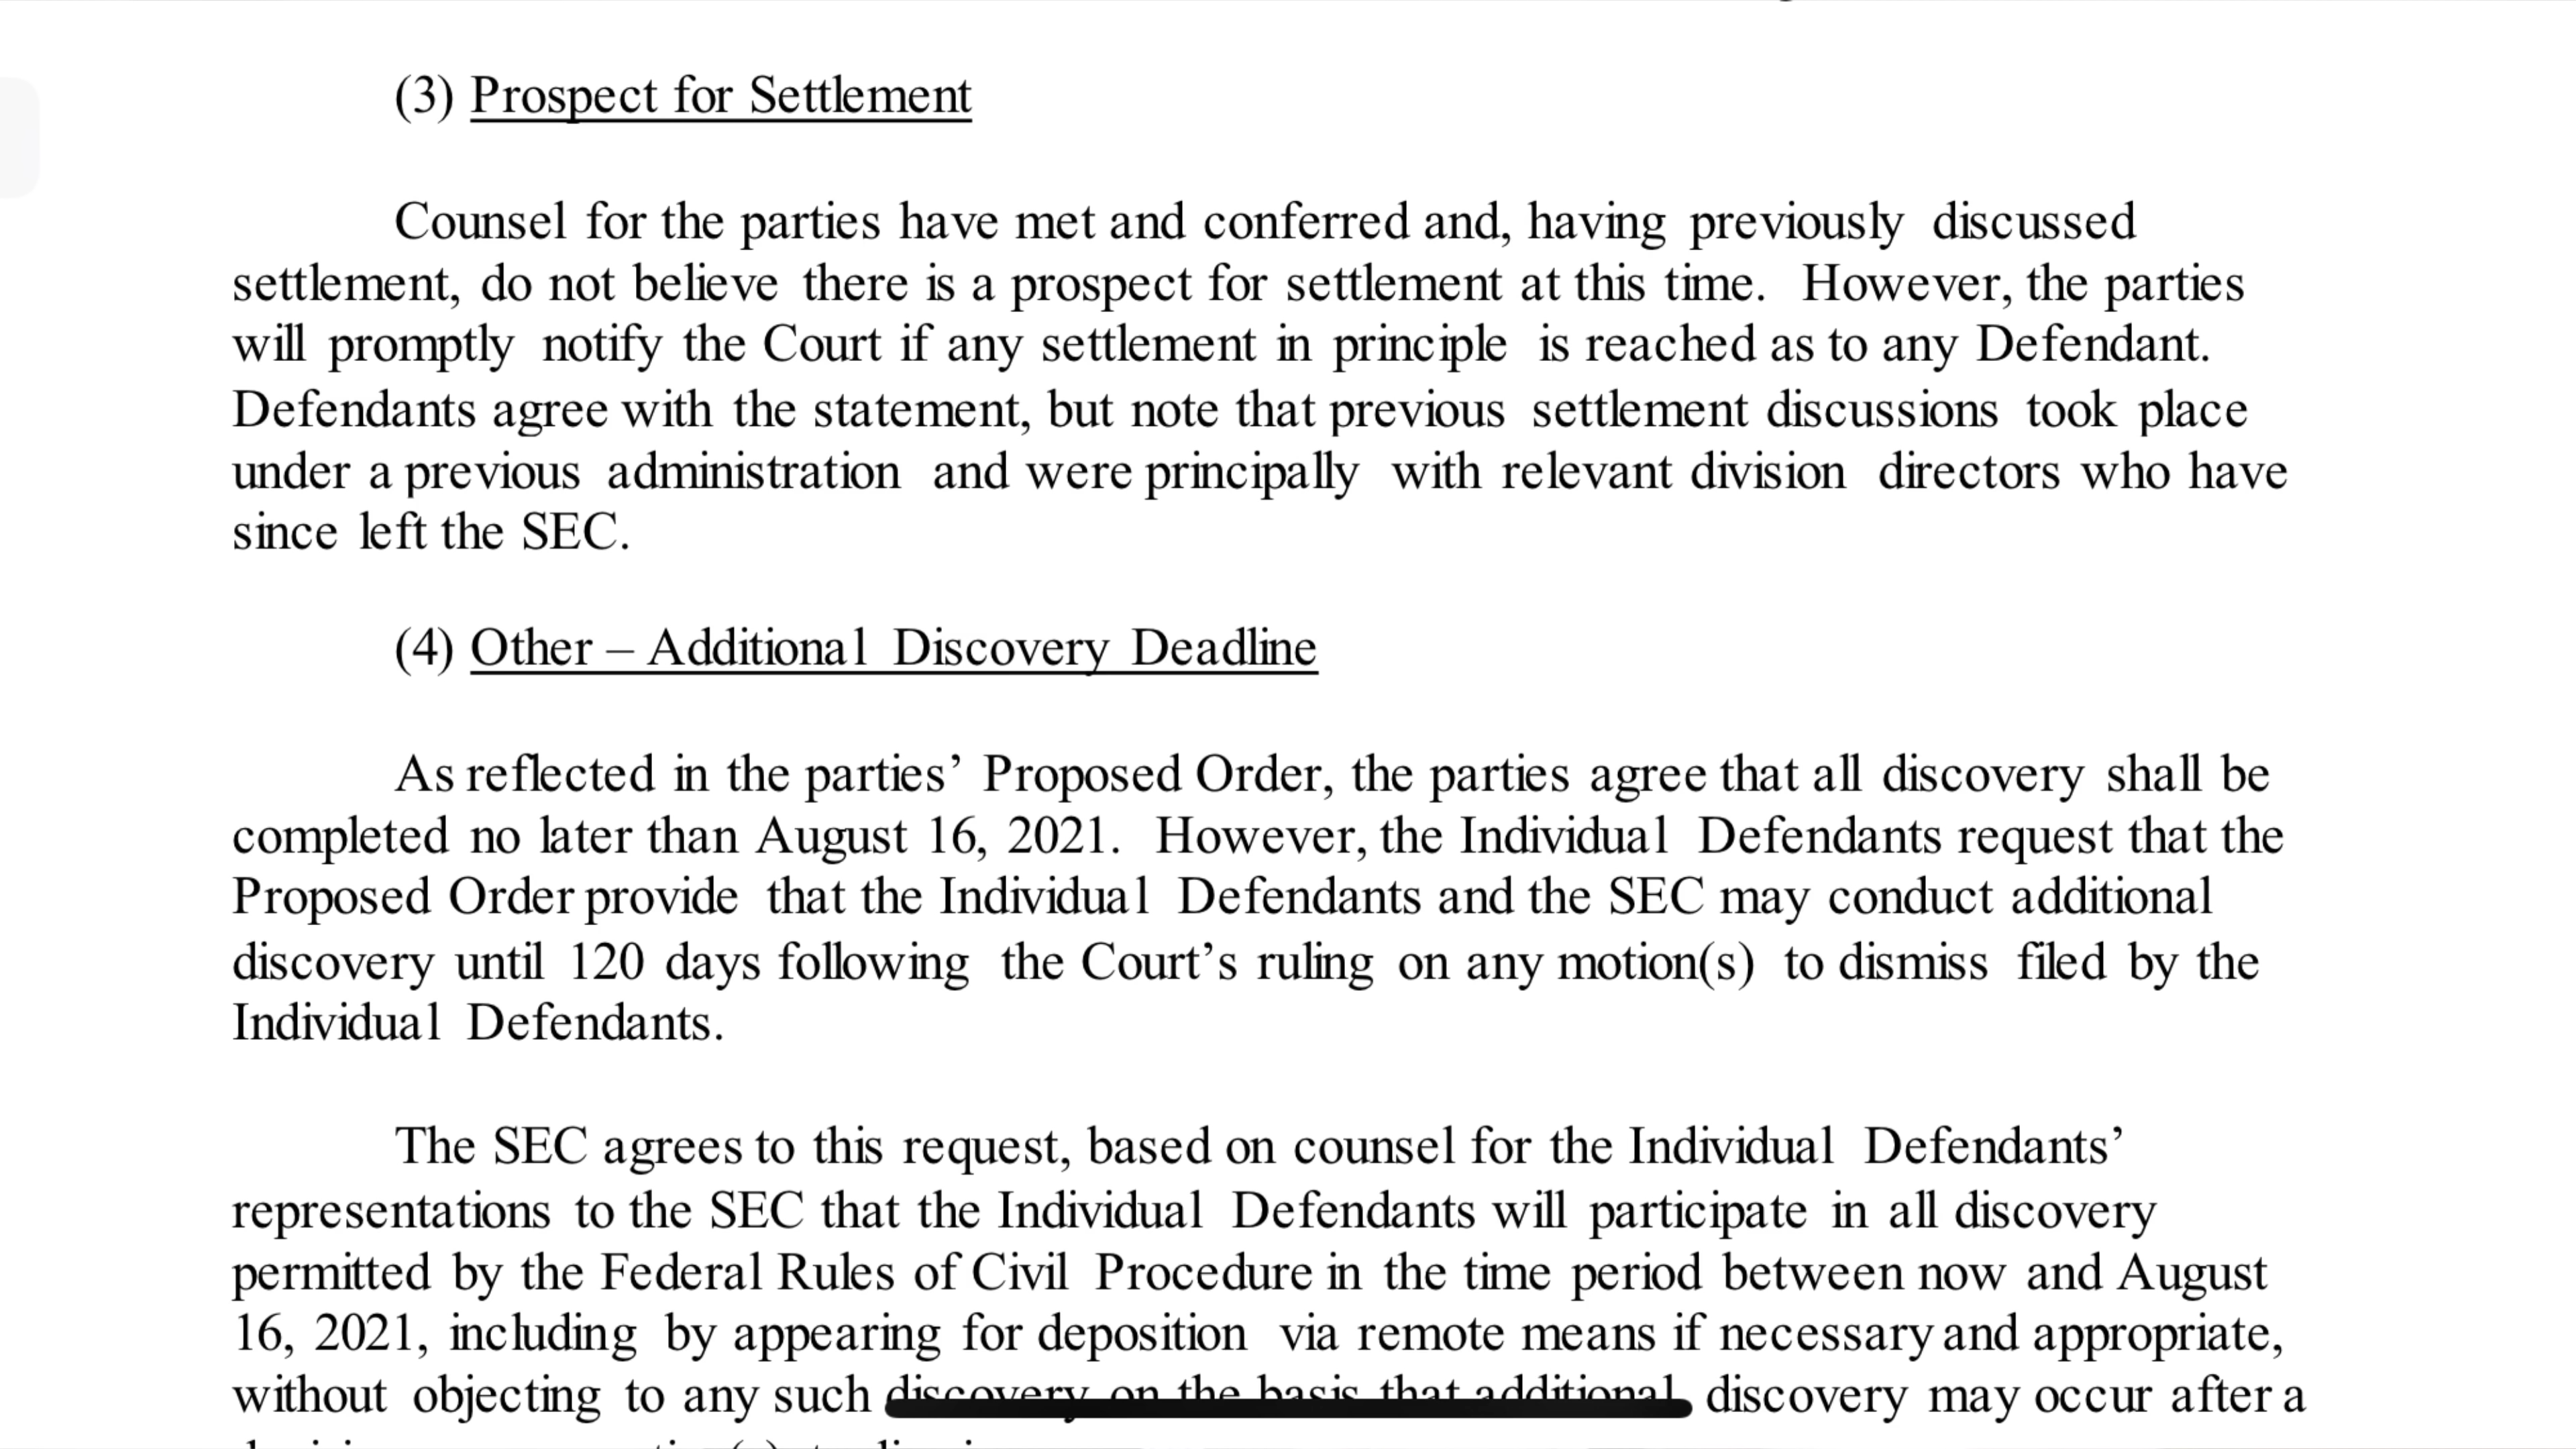 (3) Prospect for Settlement
Counsel for the parties have met and conferred and, having previously discussed
settlement, do not believe there is a prospect for settlement at this time. However, the parties
will promptly notify the Court if any settlement in principle is reached as to any Defendant.
Defendants agree with the statement, but note that previous settlement discussions took place
under a previous administration and were principally with relevant division directors who have
since left the SEC.
(4) Other – Additional Discovery Deadline
As reflected in the parties’ Proposed Order, the parties agree that all discovery shall be
completed no later than August 16, 2021. However, the Individual Defendants request that the
Proposed Order provide that the Individual Defendants and the SEC may conduct additional
discovery until 120 days following the Court’s ruling on any motion(s) to dismiss filed by the
Individual Defendants.
The SEC agrees to this request, based on counsel for the Individual Defendants’
representations to the SEC that the Individual Defendants will participate in all discovery
permitted by the Federal Rules of Civil Procedure in the time period between now and August
16, 2021, including by appearing for deposition via remote means if necessary and appropriate,
without objecting to any such discovery on the basis that additional discovery may occur after a